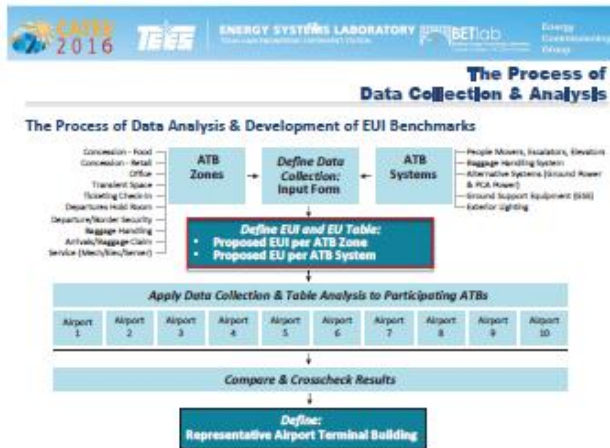 CATEE
2016
TEES
ENERGY SYSTEMS LABORATORY
TEXAS A&M ENGINEERING EXPERIMENT STATION
BETlab
Energy
Commissioning
Group
The Process of
Data Collection & Analysis
The Process of Data Analysis & Development of EUI Benchmarks
Concession - Food
Concession - Retail
Office
Transient Space
Ticketing Check-In
Departures Hold Room
Departure/Border Security
Baggage Handling
Arrivals/Baggage Claim
Service (Mech/Elec/Server)
ATB
Zones
Define Data
Collection:
Input Form
ATB
Systems
People Movers, Escalators, Elevators
Baggage Handling System
Alternative Systems (Ground Power
& PCA Power)
Ground Support Equipment (GSE)
Exterior Lighting
Define EUI and EU Table:
• Proposed EUI per ATB Zone
• Proposed EU per ATB System
Apply Data Collection & Table Analysis to Participating ATBs
Airport 1
Airport 2
Airport 3
Airport 4
Airport 5
Airport 6
Airport 7
Airport 8
Airport 9
Airport 10
Compare & Crosscheck Results
Define:
Representative Airport Terminal Building